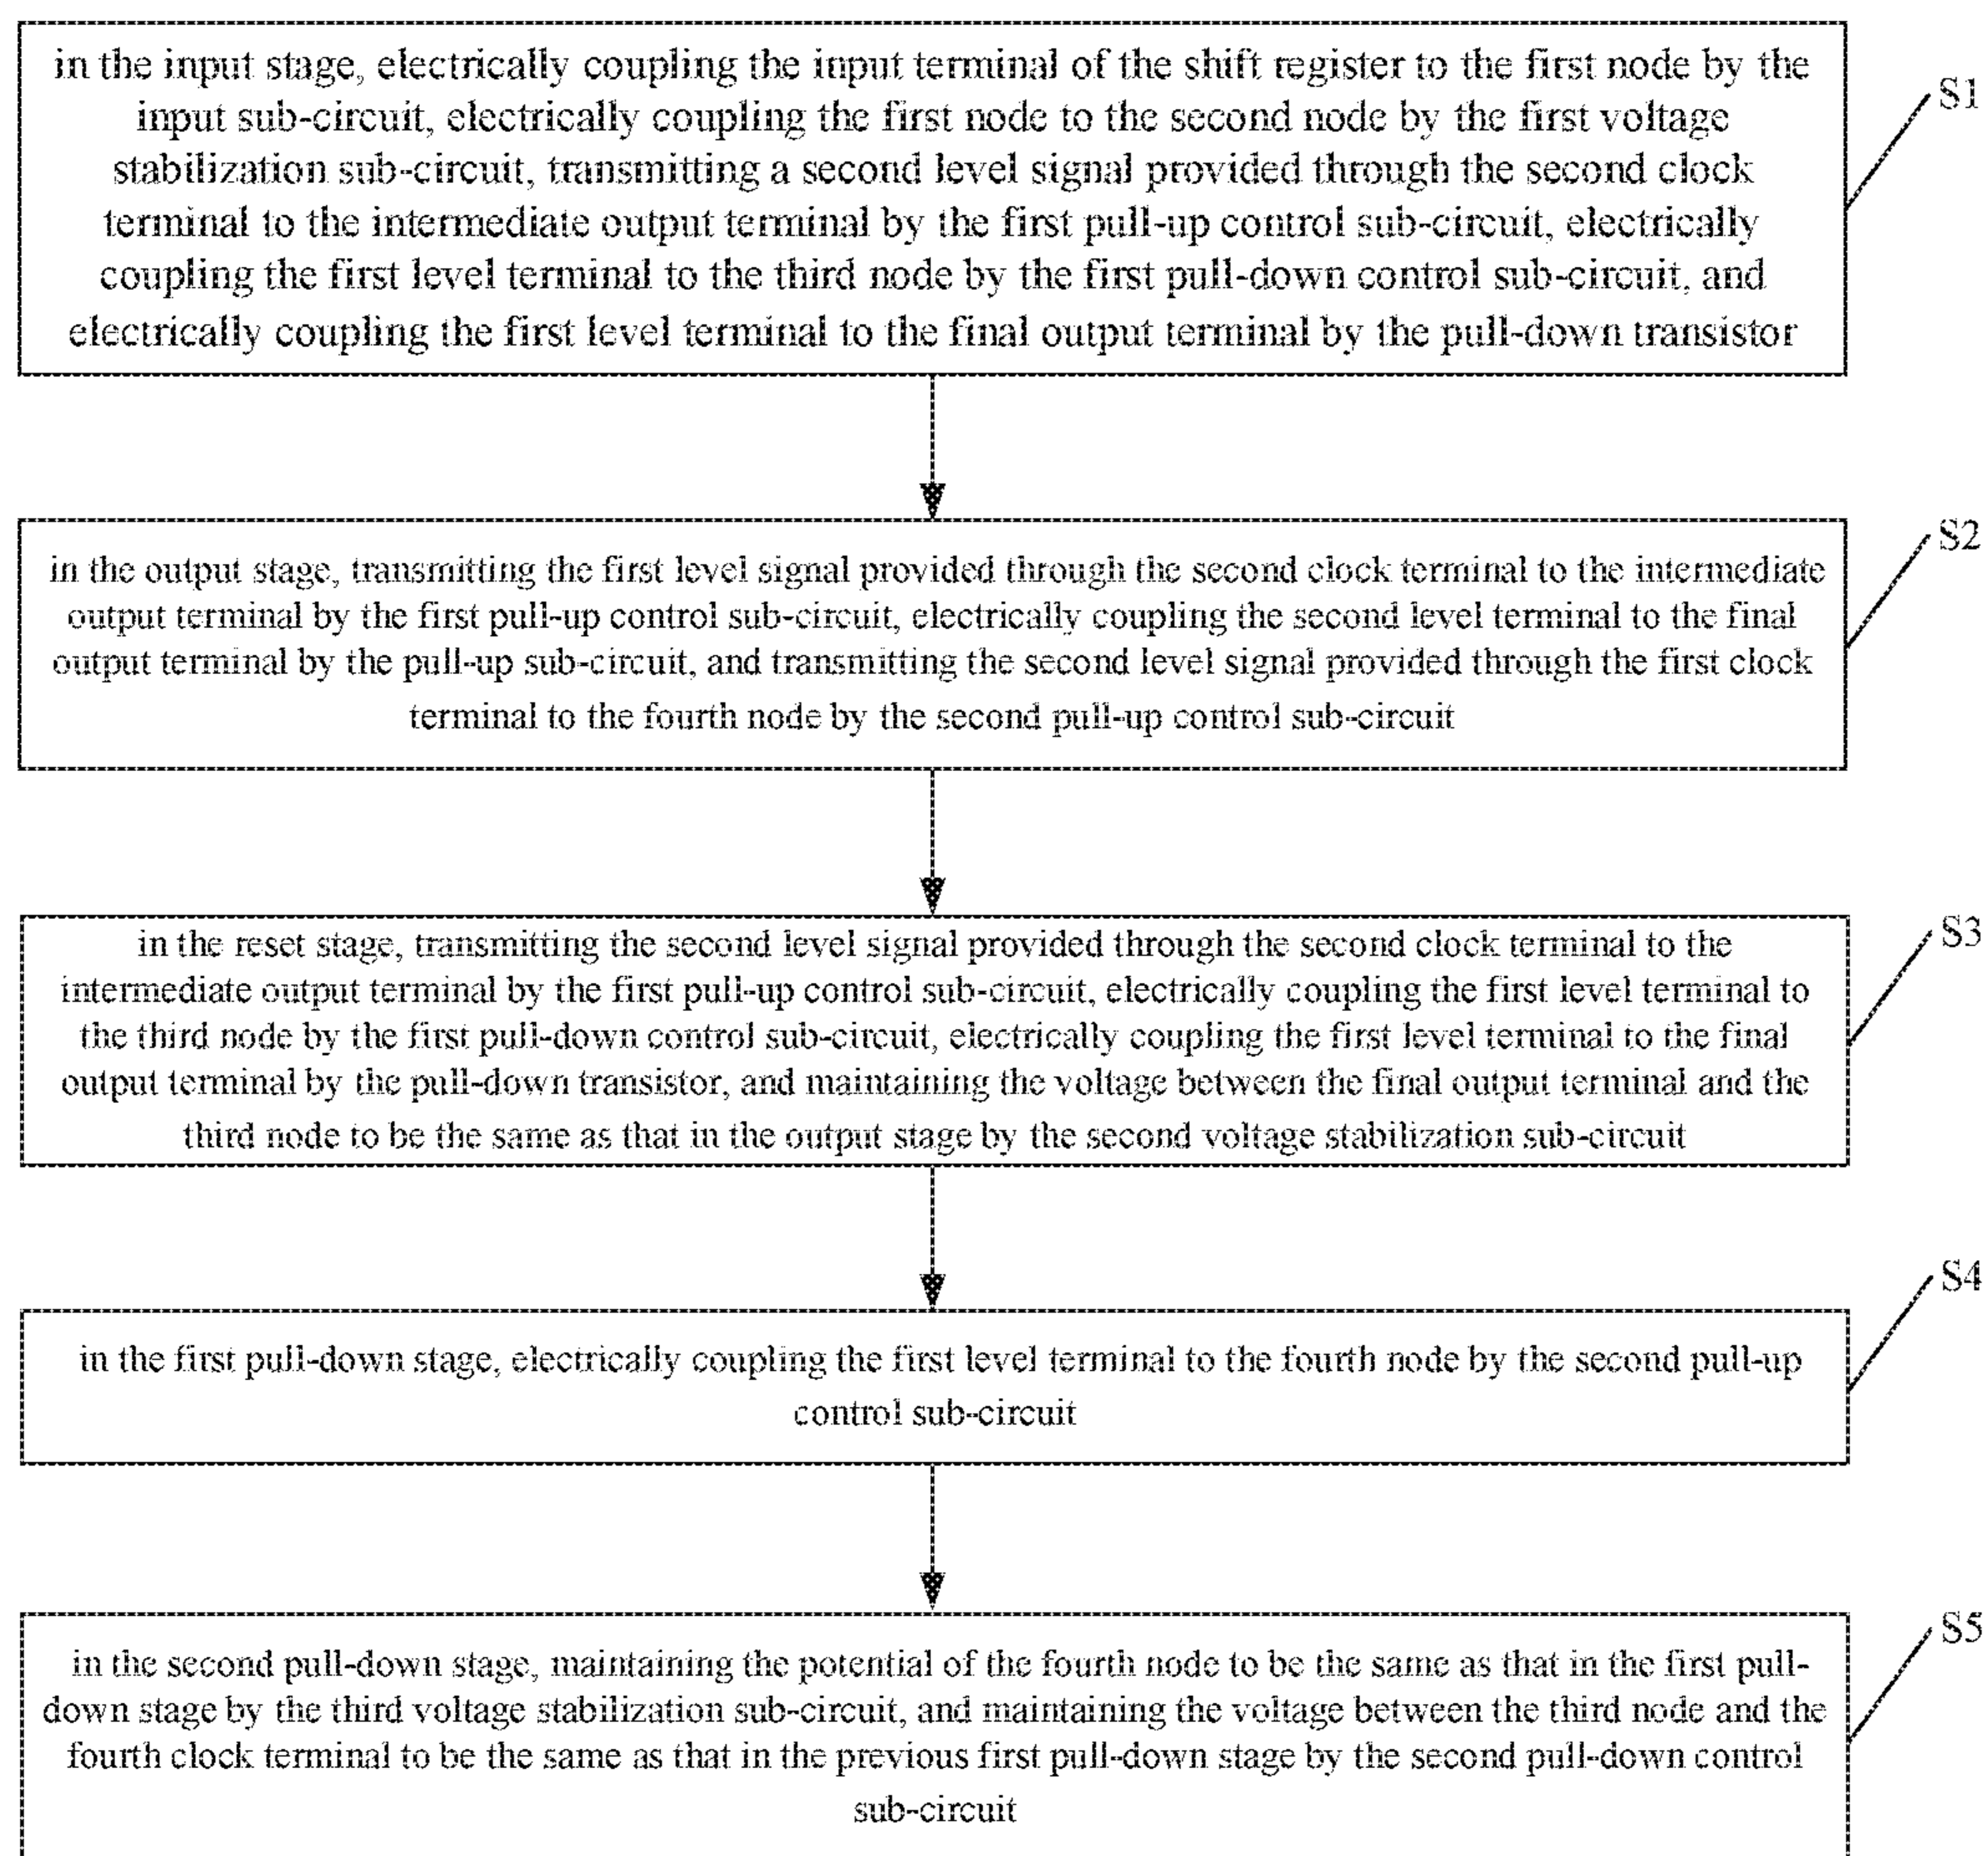 in the input stage, electrically coupling the input terminal of the shift register to the first node by the
input sub-circuit, electrically coupling the first node to the second node by the first voltage
stabilization sub-circuit, transmitting a second level signal provided through the second clock
terminal to the intermediate output terminal by the first pull-up control sub-circuit, electrically
coupling the first level terminal to the third node by the first pull-down control sub-circuit, and
electrically coupling the first level terminal to the final output terminal by the pull-down transistor
S1
in the output stage, transmitting the first level signal provided through the second clock terminal to the intermediate
output terminal by the first pull-up control sub-circuit, electrically coupling the second level terminal to the final
output terminal by the pull-up sub-circuit, and transmitting the second level signal provided through the first clock
terminal to the fourth node by the second pull-up control sub-circuit
S2
in the reset stage, transmitting the second level signal provided through the second clock terminal to the
intermediate output terminal by the first pull-up control sub-circuit, electrically coupling the first level terminal to
the third node by the first pull-down control sub-circuit, electrically coupling the first level terminal to the final
output terminal by the pull-down transistor, and maintaining the voltage between the final output terminal and the
third node to be the same as that in the output stage by the second voltage stabilization sub-circuit
S3
in the first pull-down stage, electrically coupling the first level terminal to the fourth node by the second pull-up
control sub-circuit
S4
in the second pull-down stage, maintaining the potential of the fourth node to be the same as that in the first pull-
down stage by the third voltage stabilization sub-circuit, and maintaining the voltage between the third node and the
fourth clock terminal to be the same as that in the previous first pull-down stage by the second pull-down control
sub-circuit
S5